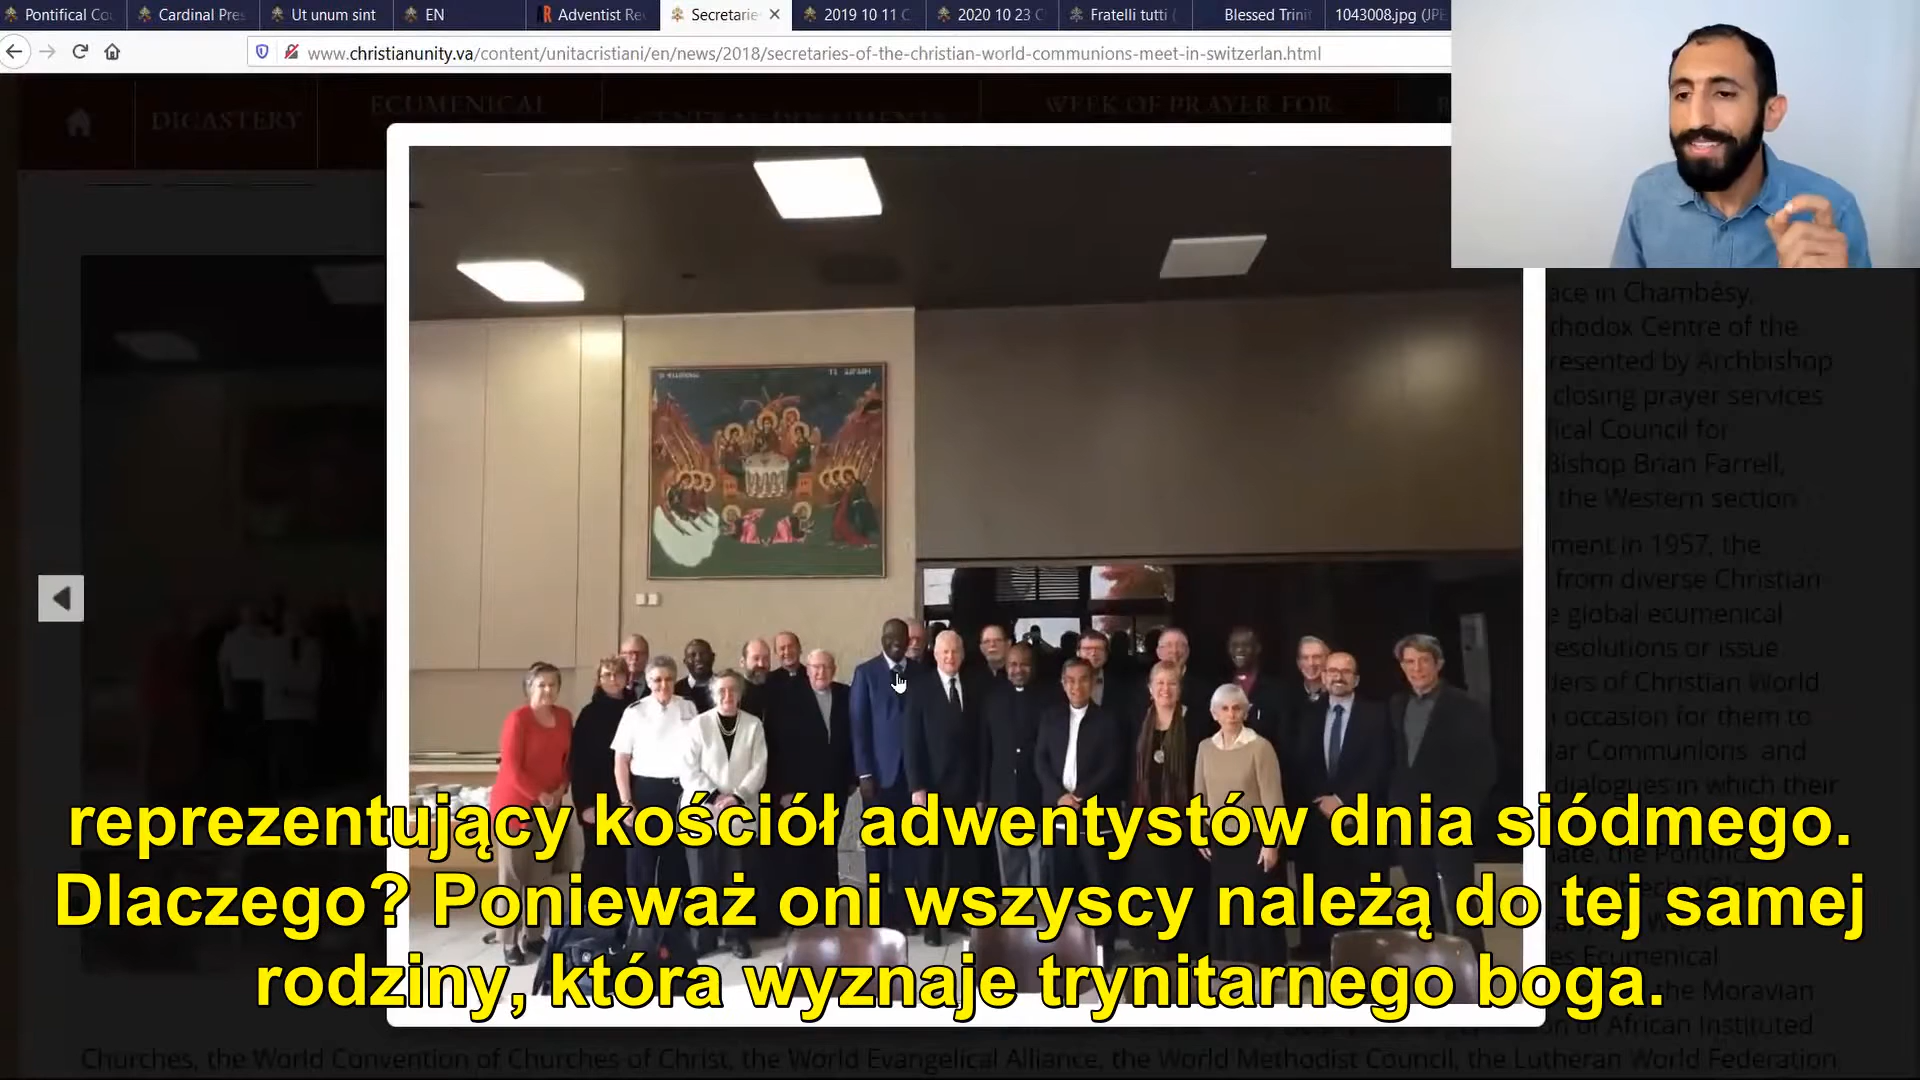 Pontifical Co
Cardinal Pre
Ut unum sint
EN
Adventist Re
Secretarie
2019 10 11 C
2020 10 23 C
Fratelli tutti (
Blessed Trini
1043008.jpg (JPE
www.christianunity.va/content/unitacristiani/en/news/2018/secretaries-of-the-christian-world-communions-meet-in-switzerlan.html
DICASTERY
ECUMENICAL
WEEK OF PRAYER FOR
ace in Chambésy,
thodox Centre of the
resented by Archbishop
closing prayer services
ical Council for
Bishop Brian Farrell,
the Western section
ment in 1957, the
from diverse Christian
e global ecumenical
resolutions or issue
ders of Christian World
occasion for them to
lar Communions and
dialogues in which their
reprezentujący kościół adwentystów dnia siódmego.
Dlaczego? Ponieważ oni wszyscy należą do tej samej
rodziny, która wyznaje trynitarnego boga.
es Ecumenical
the Moravian
on of African Instituted
Churches, the World Convention of Churches of Christ, the World Evangelical Alliance, the World Methodist Council, the Lutheran World Federation